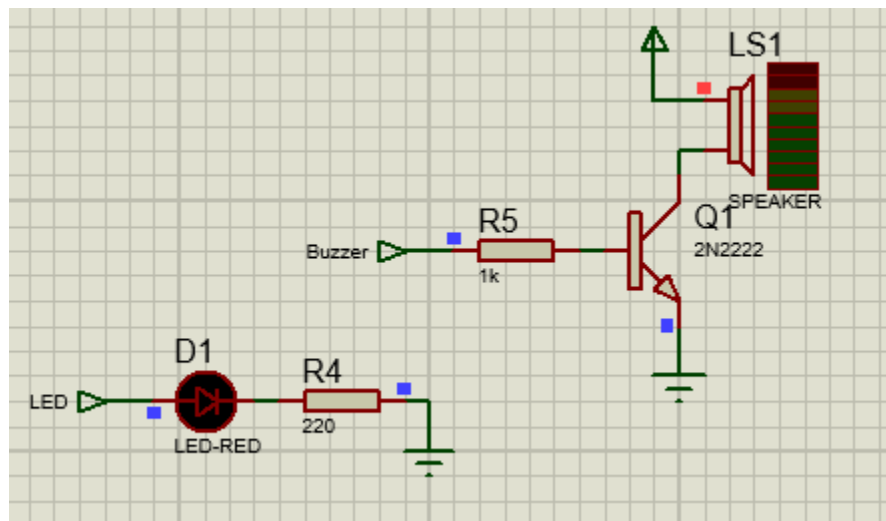 LS1
SPEAKER
Q1
2N2222
R5
1k
Buzzer
D1
LED
LED-RED
R4
220